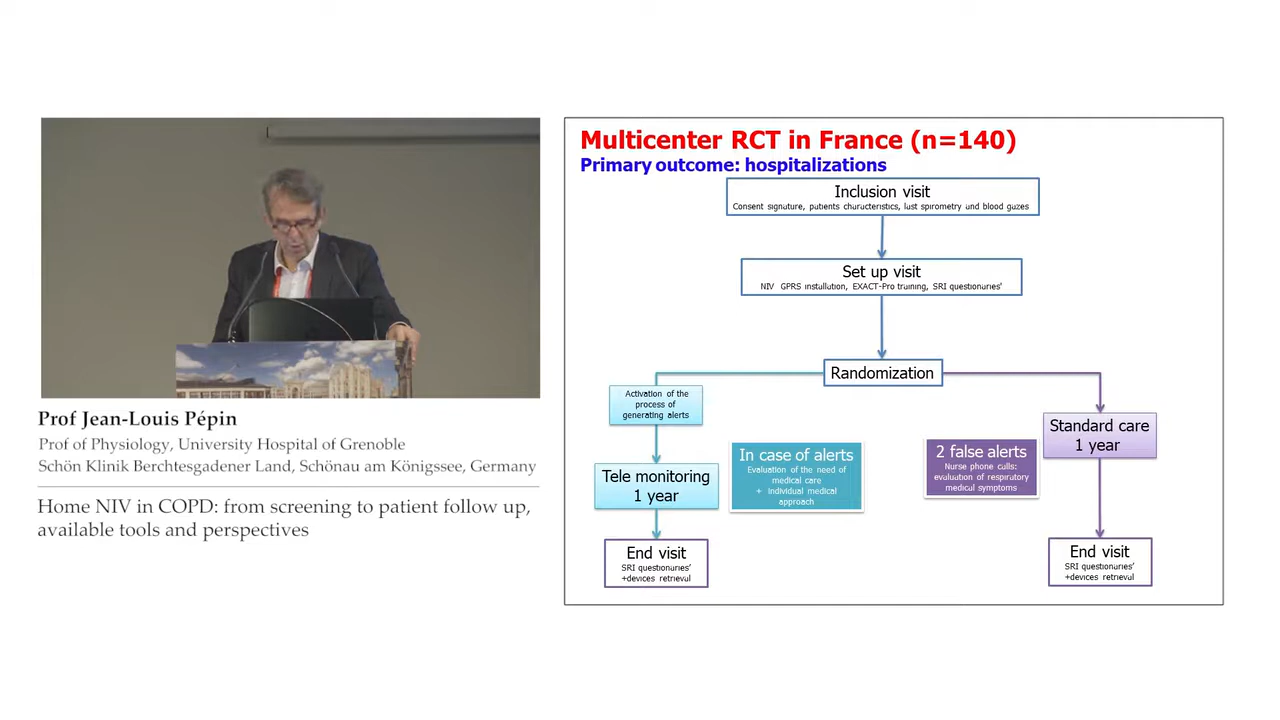 Prof Jean-Louis Pépin
Prof of Physiology, University Hospital of Grenoble
Schön Klinik Berchtesgadener Land, Schönau am Königssee, Germany
Home NIV in COPD: from screening to patient follow up,
available tools and perspectives
Multicenter RCT in France (n=140)
Primary outcome: hospitalizations
Inclusion visit
Consent signature, patients characteristics, last spirometry and blood gazes
Set up visit
NIV GPRS installation, EXACT-Pro training, SRI questionaries'
Randomization
Activation of the
process of
generating alerts
Tele monitoring
1 year
In case of alerts
Evaluation of the need of
medical care
+ individual medical
approach
End visit
SRI questionaries'
+devices retrieval
2 false alerts
Nurse phone culls:
evaluation of respiratory
medical symptoms
Standard care
1 year
End visit
SRI questionaries'
+devices retrieval